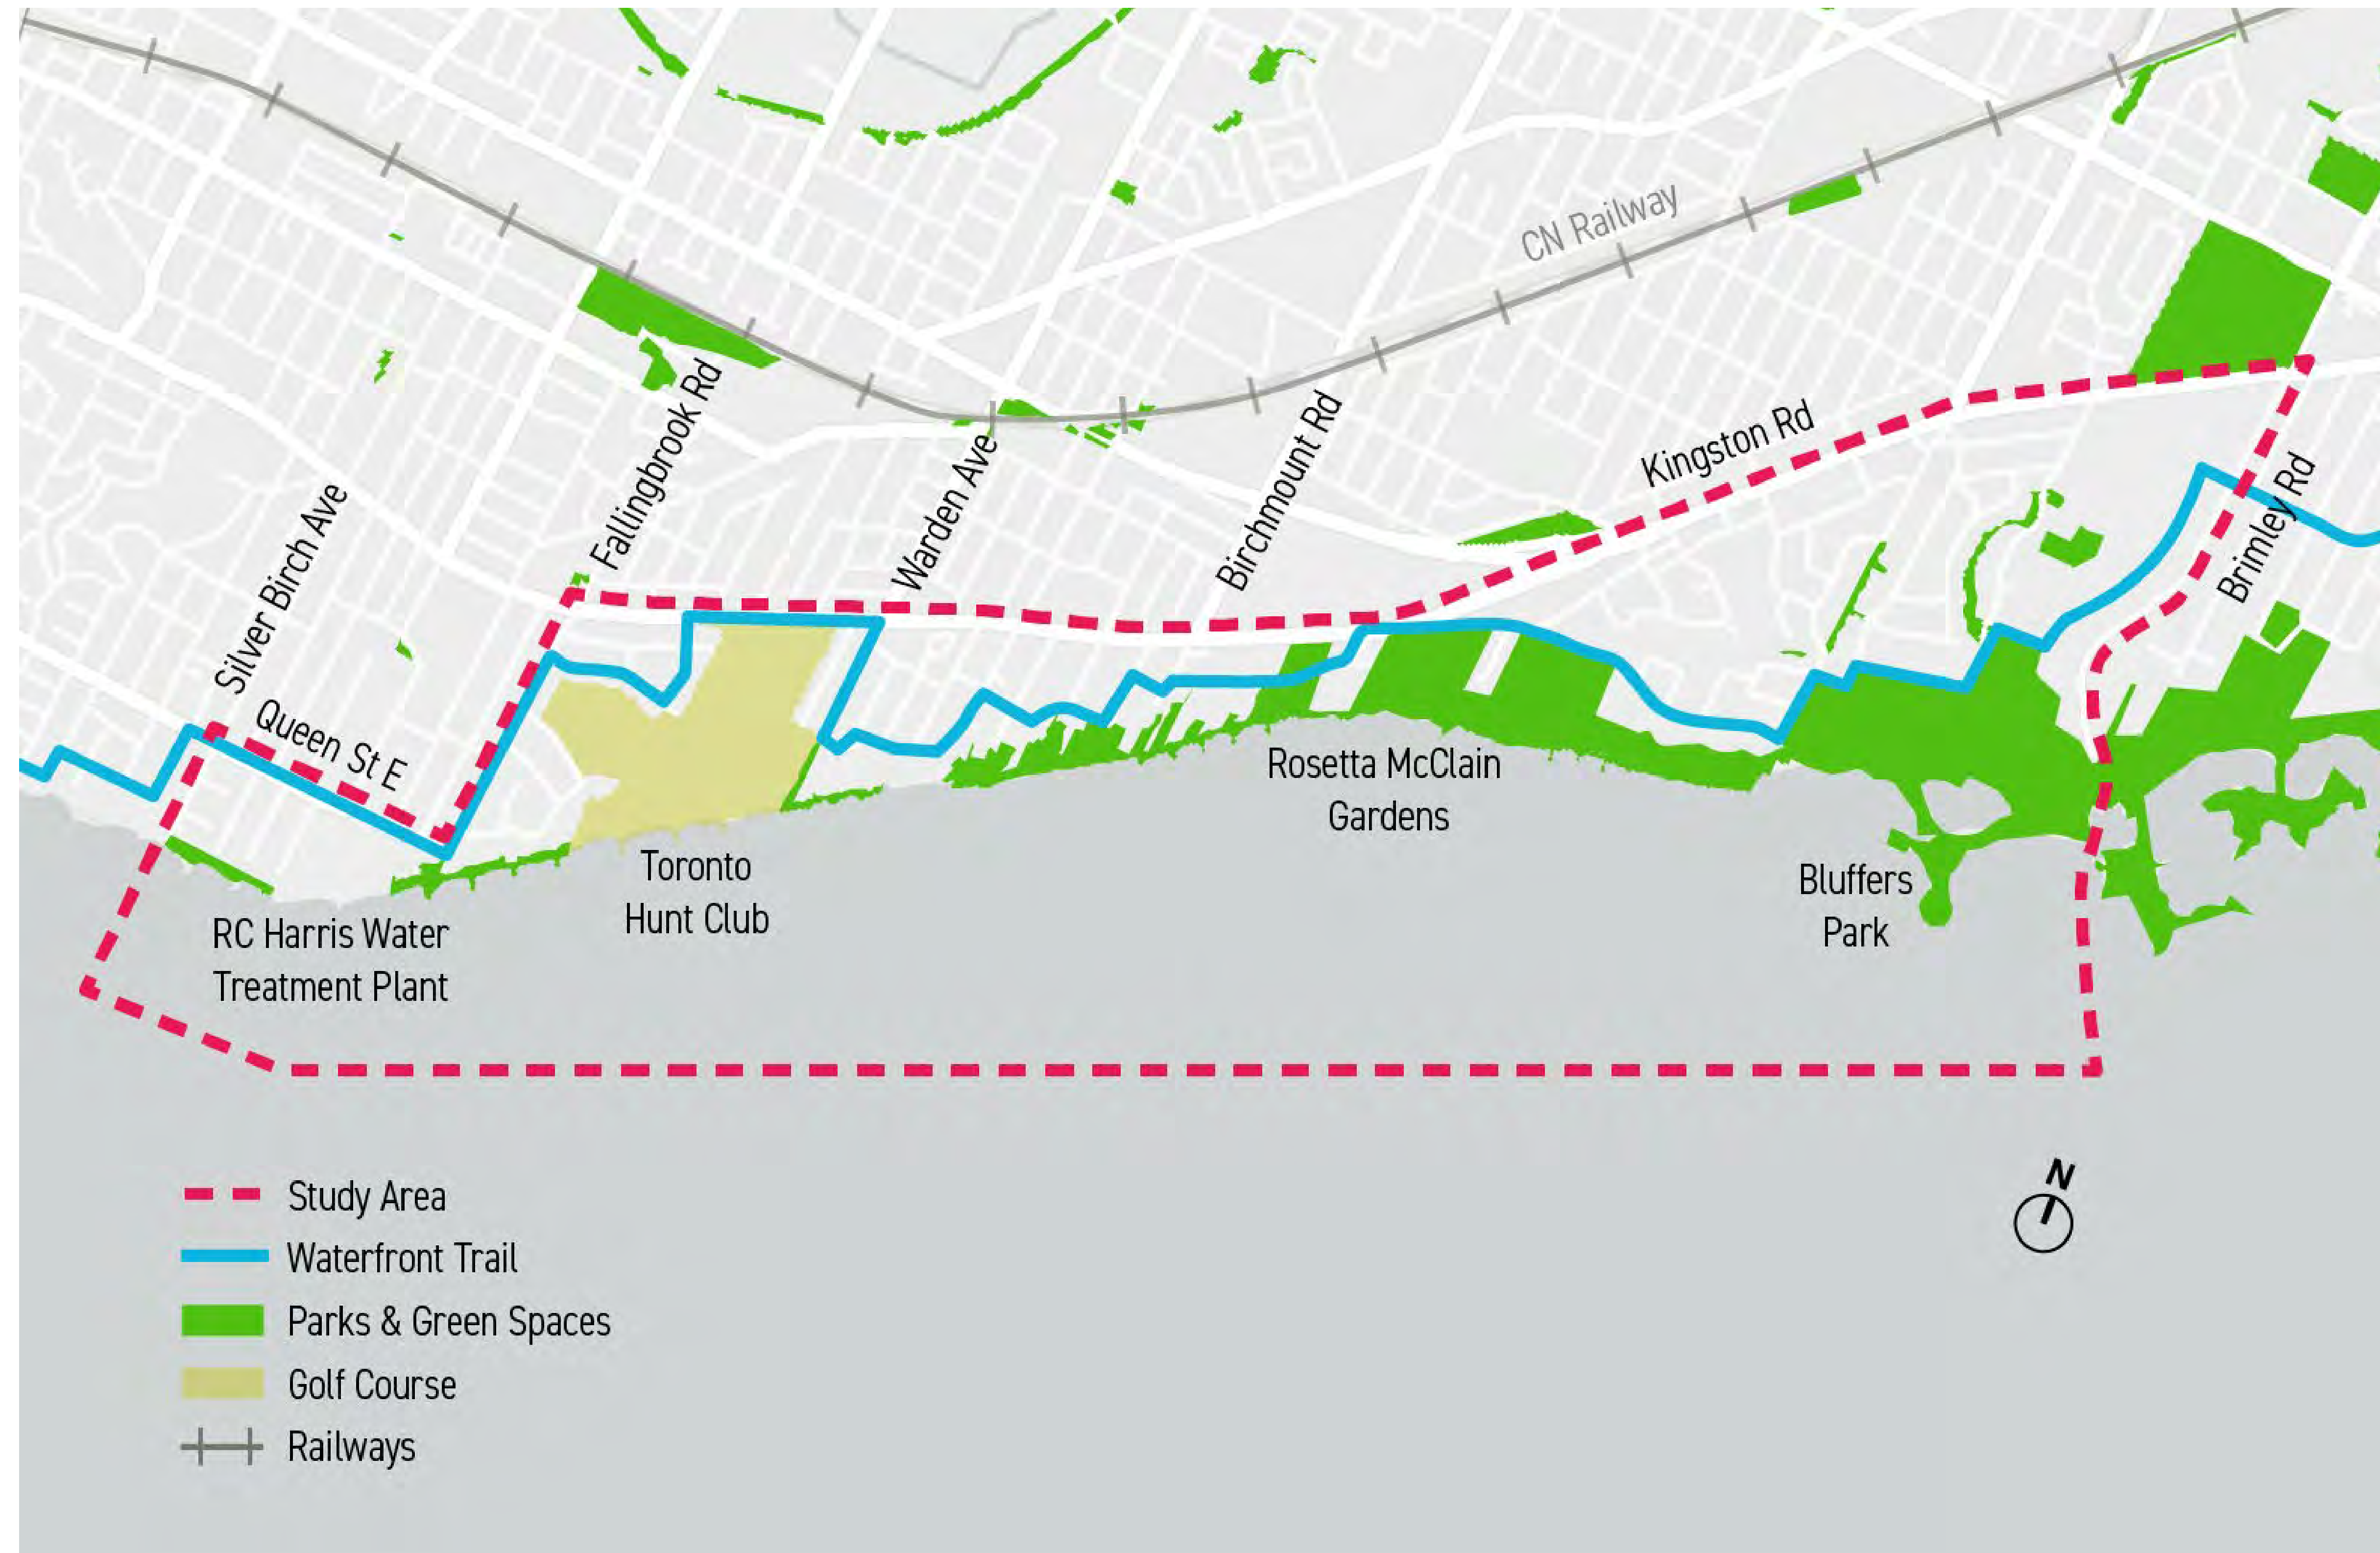 CN Railway
Kingston Rd
Fallingbrook Rd
Warden Ave
Birchmount Rd
Brimley Rd
Silver Birch Ave
Queen St E
Rosetta McClain
Gardens
Toronto
Hunt Club
Bluffers
Park
RC Harris Water
Treatment Plant
N
Study Area
Waterfront Trail
Parks & Green Spaces
Golf Course
Railways